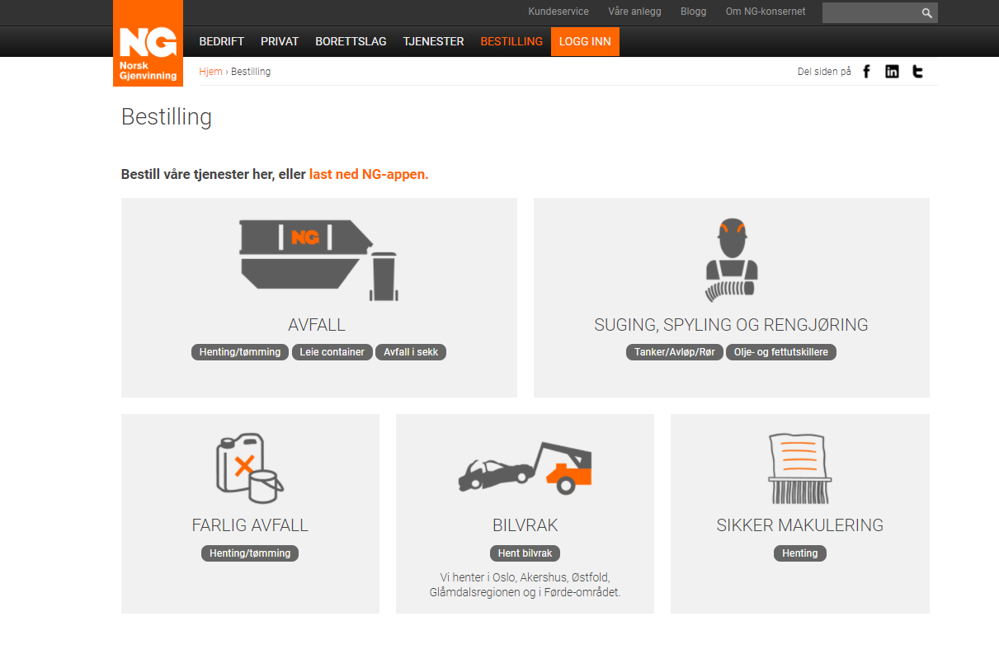 Kundeservice Våre anlegg Blogg Om NG-konsernet
NG
Norsk
Gjenvinning
BEDRIFT PRIVAT BORETTSLAG TJENESTER BESTILLING LOGG INN
Hjem › Bestilling
Del siden på
Bestilling
Bestill våre tjenester her, eller last ned NG-appen.
NG
AVFALL
Henting/tømming Leie container Avfall i sekk
SUGING, SPYLING OG RENGJØRING
Tanker/Avløp/Rør Olje- og fettutskillere
FARLIG AVFALL
Henting/tømming
BILVRAK
Hent bilvrak
Vi henter i Oslo, Akershus, Østfold,
Glåmdalsregionen og i Førde-området.
SIKKER MAKULERING
Henting